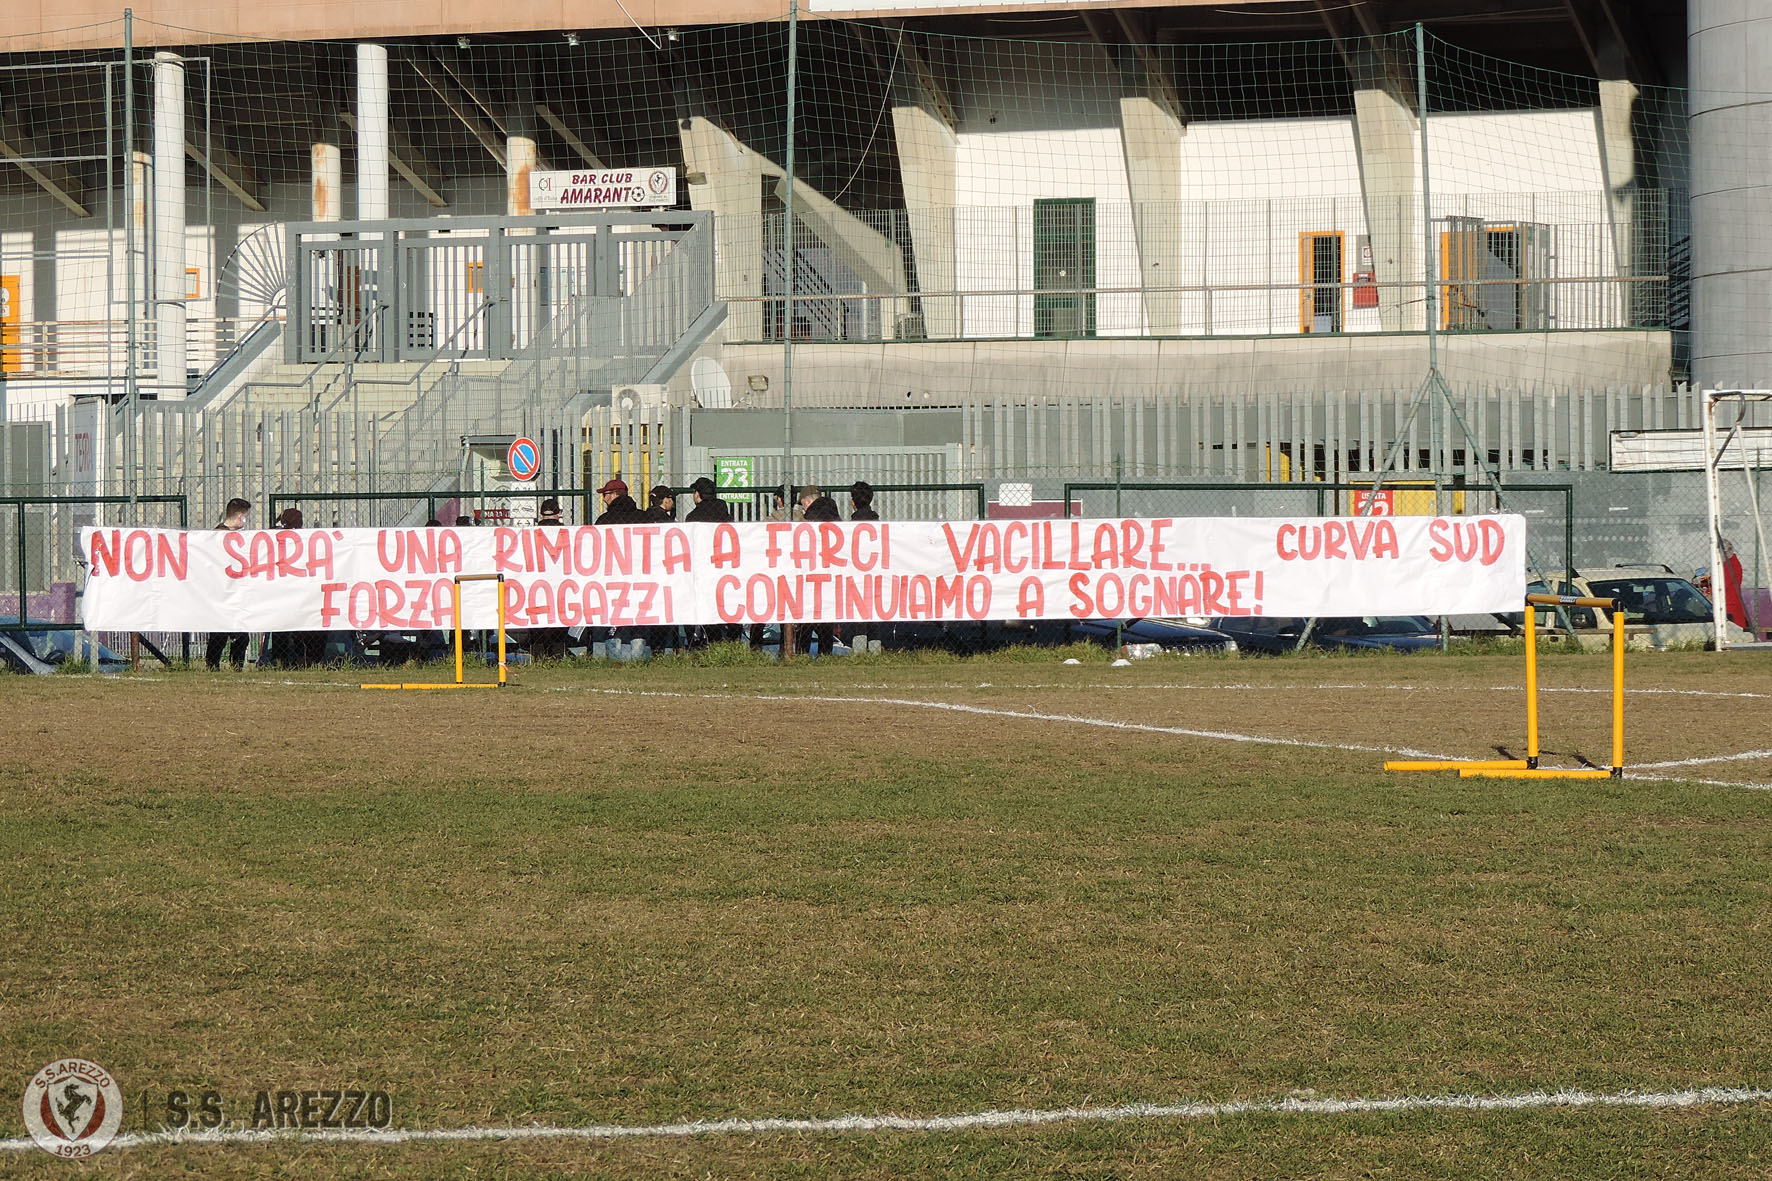 BAR CLUB
AMARANTO
ENTRATA
23
ENTRANCE
USCITA
NON SARA' UNA RIMONTA A FARCI VACILLARE... CURVA SUD
FORZA RAGAZZI CONTINUIAMO A SOGNARE!
S.S.AREZZO
1923
S.S. AREZZO